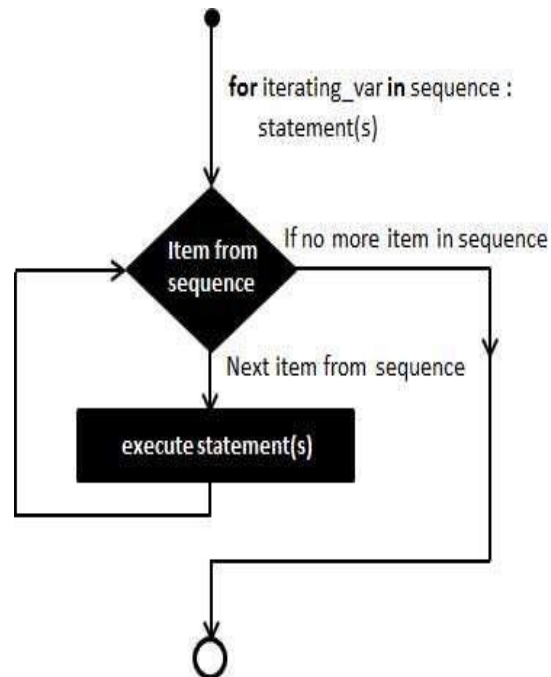 for iterating_var in sequence :
statement(s)
If no more item in sequence
Item from
sequence
Next item from sequence
execute statement(s)